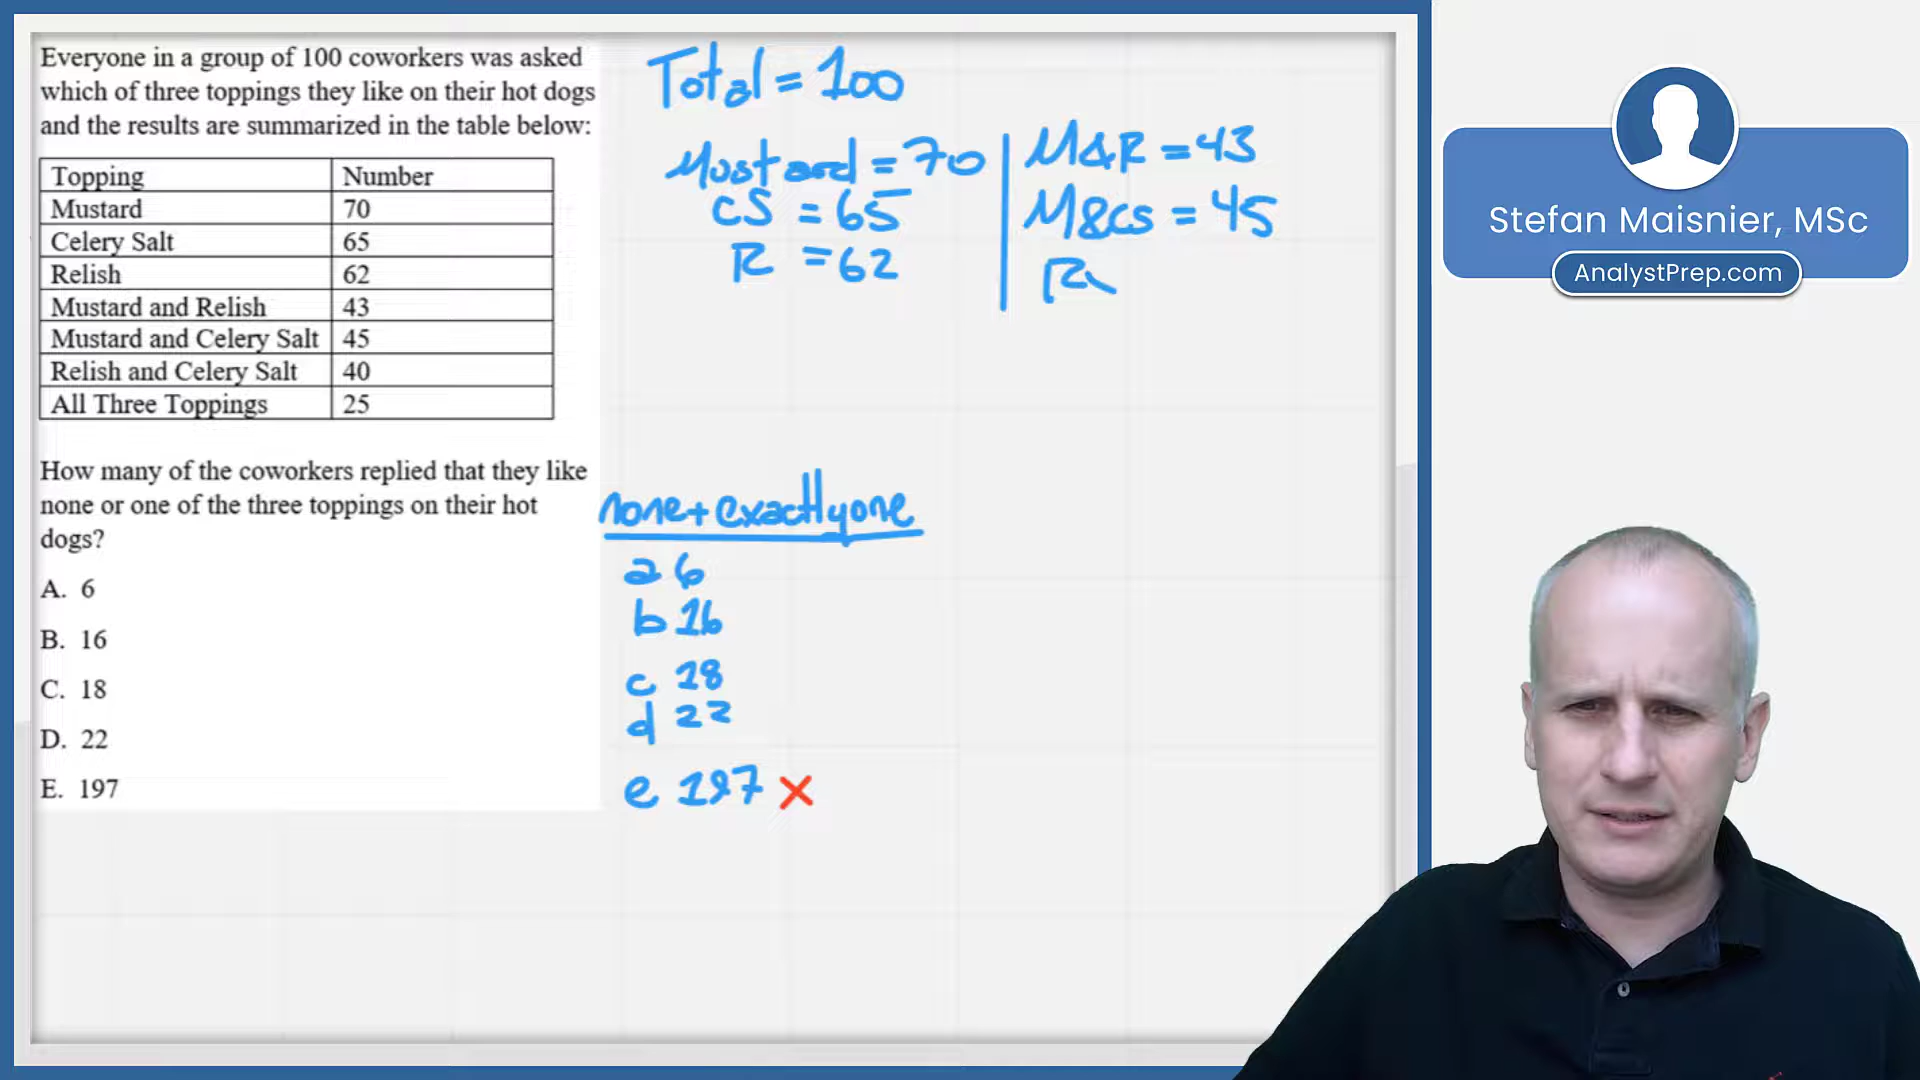 Everyone in a group of 100 coworkers was asked
which of three toppings they like on their hot dogs
and the results are summarized in the table below:
Topping Number
Mustard 70
Celery Salt 65
Relish 62
Mustard and Relish 43
Mustard and Celery Salt 45
Relish and Celery Salt 40
All Three Toppings 25
How many of the coworkers replied that they like
none or one of the three toppings on their hot
dogs?
A. 6
B. 16
C. 18
D. 22
E. 197
Total = 100
Mustard = 70
CS = 65
R = 62
M&R = 43
M&CS = 45
R
none + exactly one
a 6
b 16
c 18
d 22
e 197 ×
Stefan Maisnier, MSc
AnalystPrep.com